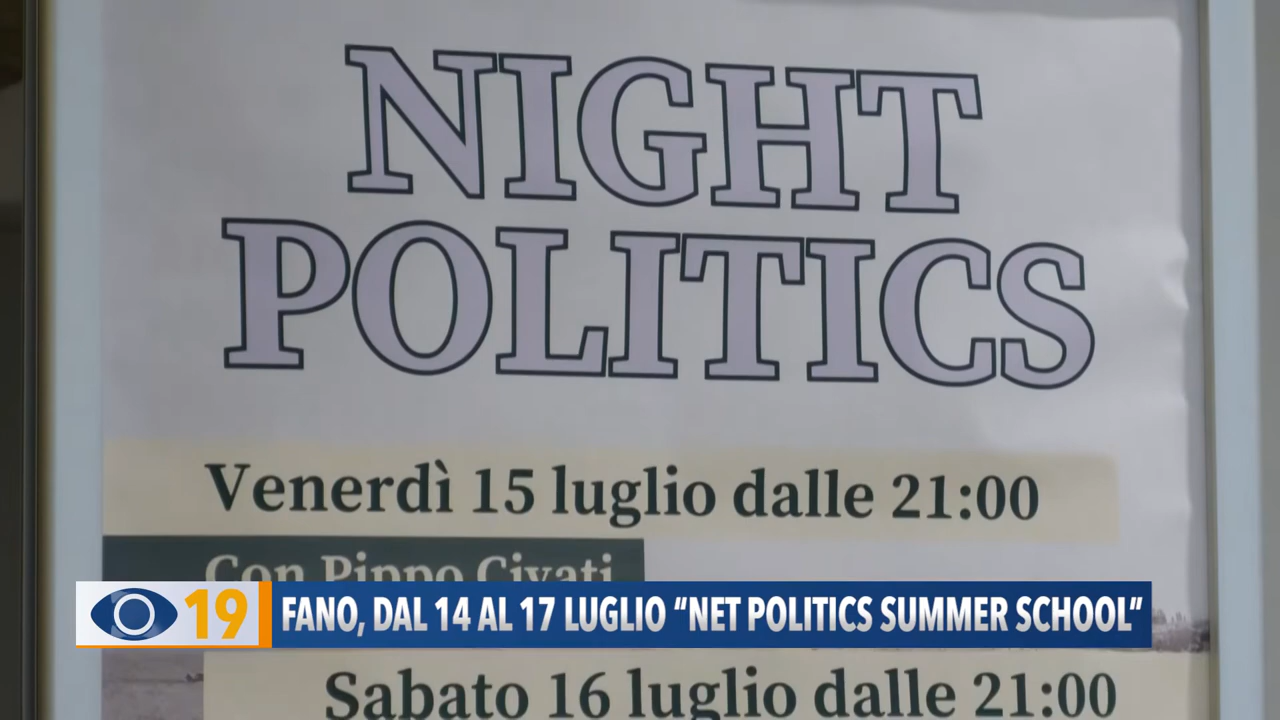 NIGHT
POLITICS
Venerdì 15 luglio dalle 21:00
Con Pippo Civati
19 FANO, DAL 14 AL 17 LUGLIO “NET POLITICS SUMMER SCHOOL”
Sabato 16 luglio dalle 21:00